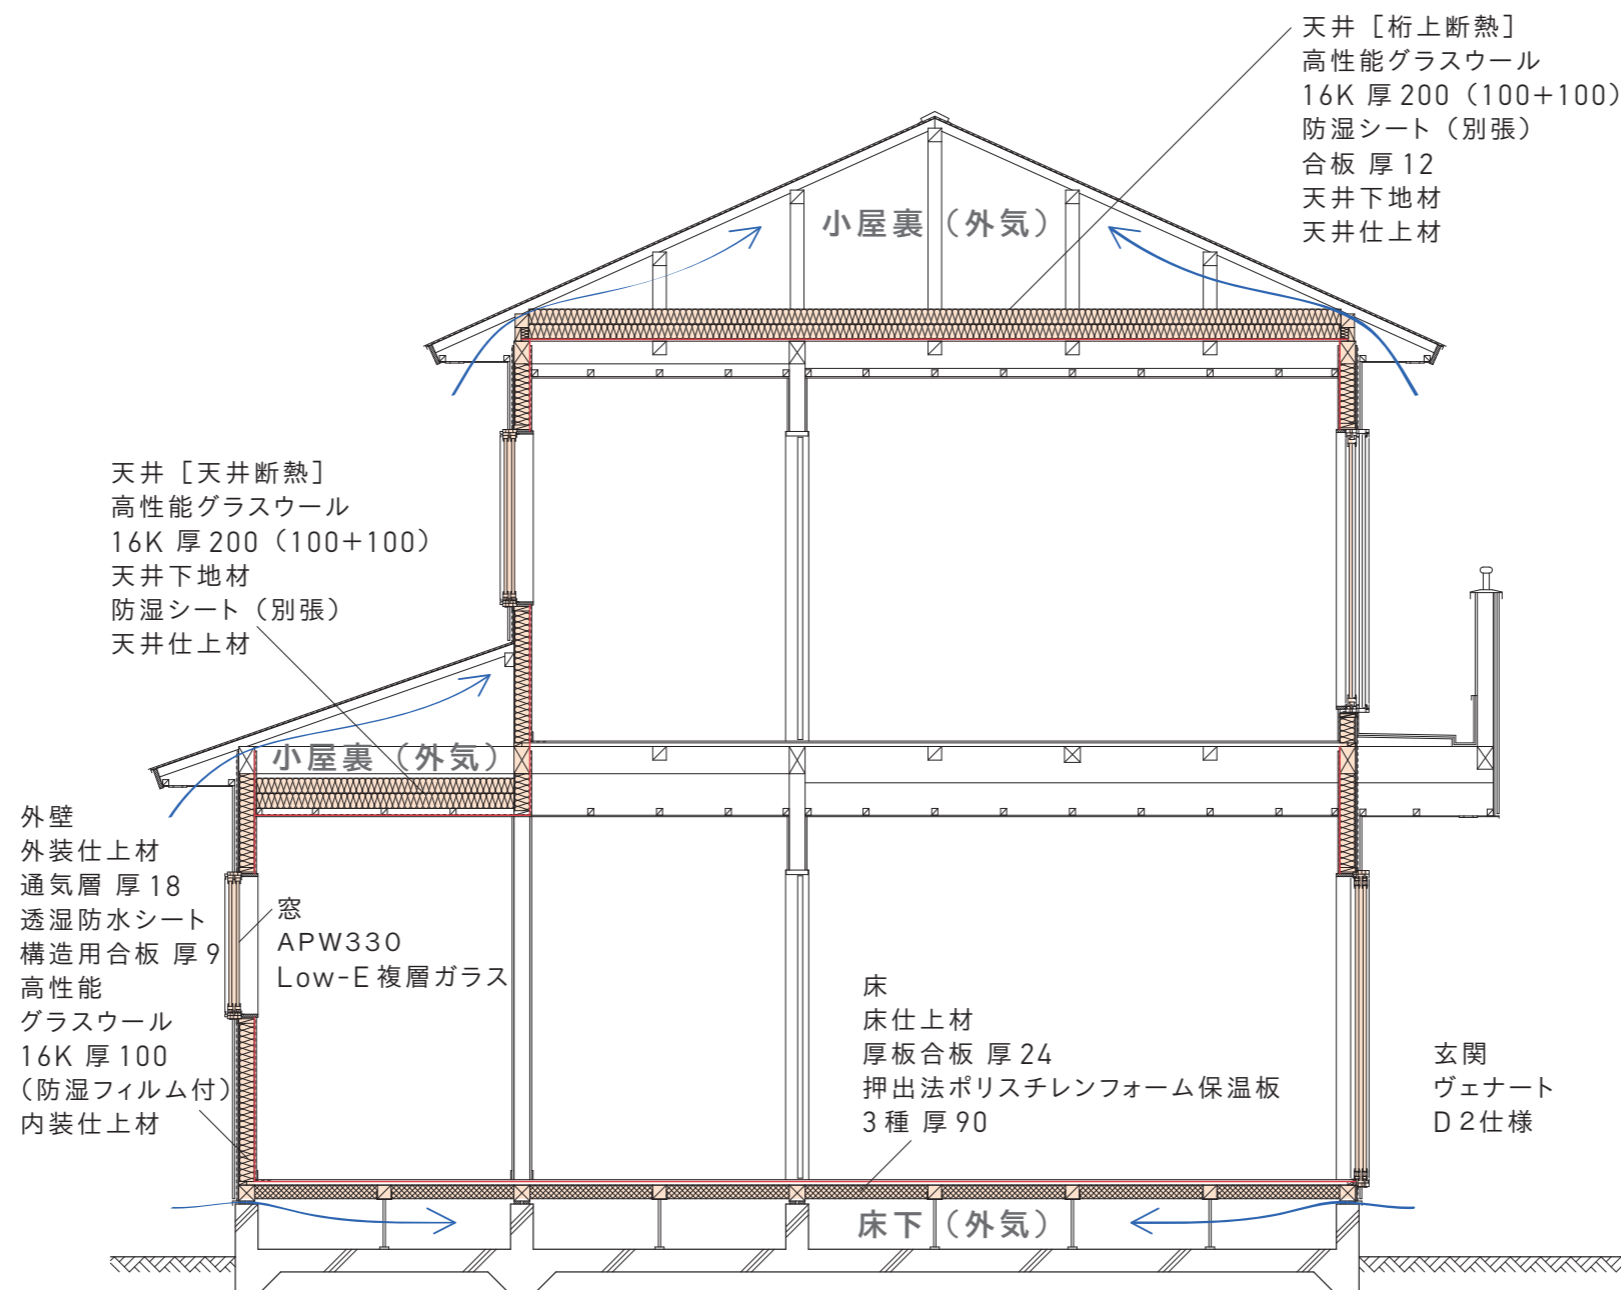 天井［桁上断熱］
高性能グラスウール
16K 厚200（100+100）
防湿シート（別張）
合板 厚12
天井下地材
天井仕上材
小屋裏（外気）
天井［天井断熱］
高性能グラスウール
16K 厚200（100+100）
天井下地材
防湿シート（別張）
天井仕上材
小屋裏（外気）
外壁
外装仕上材
通気層 厚18
透湿防水シート
構造用合板 厚9
高性能
グラスウール
16K 厚100
（防湿フィルム付）
内装仕上材
窓
APW330
Low-E複層ガラス
床
床仕上材
厚板合板 厚24
押出法ポリスチレンフォーム保温板
3種 厚90
玄関
ヴェナート
D2仕様
床下（外気）